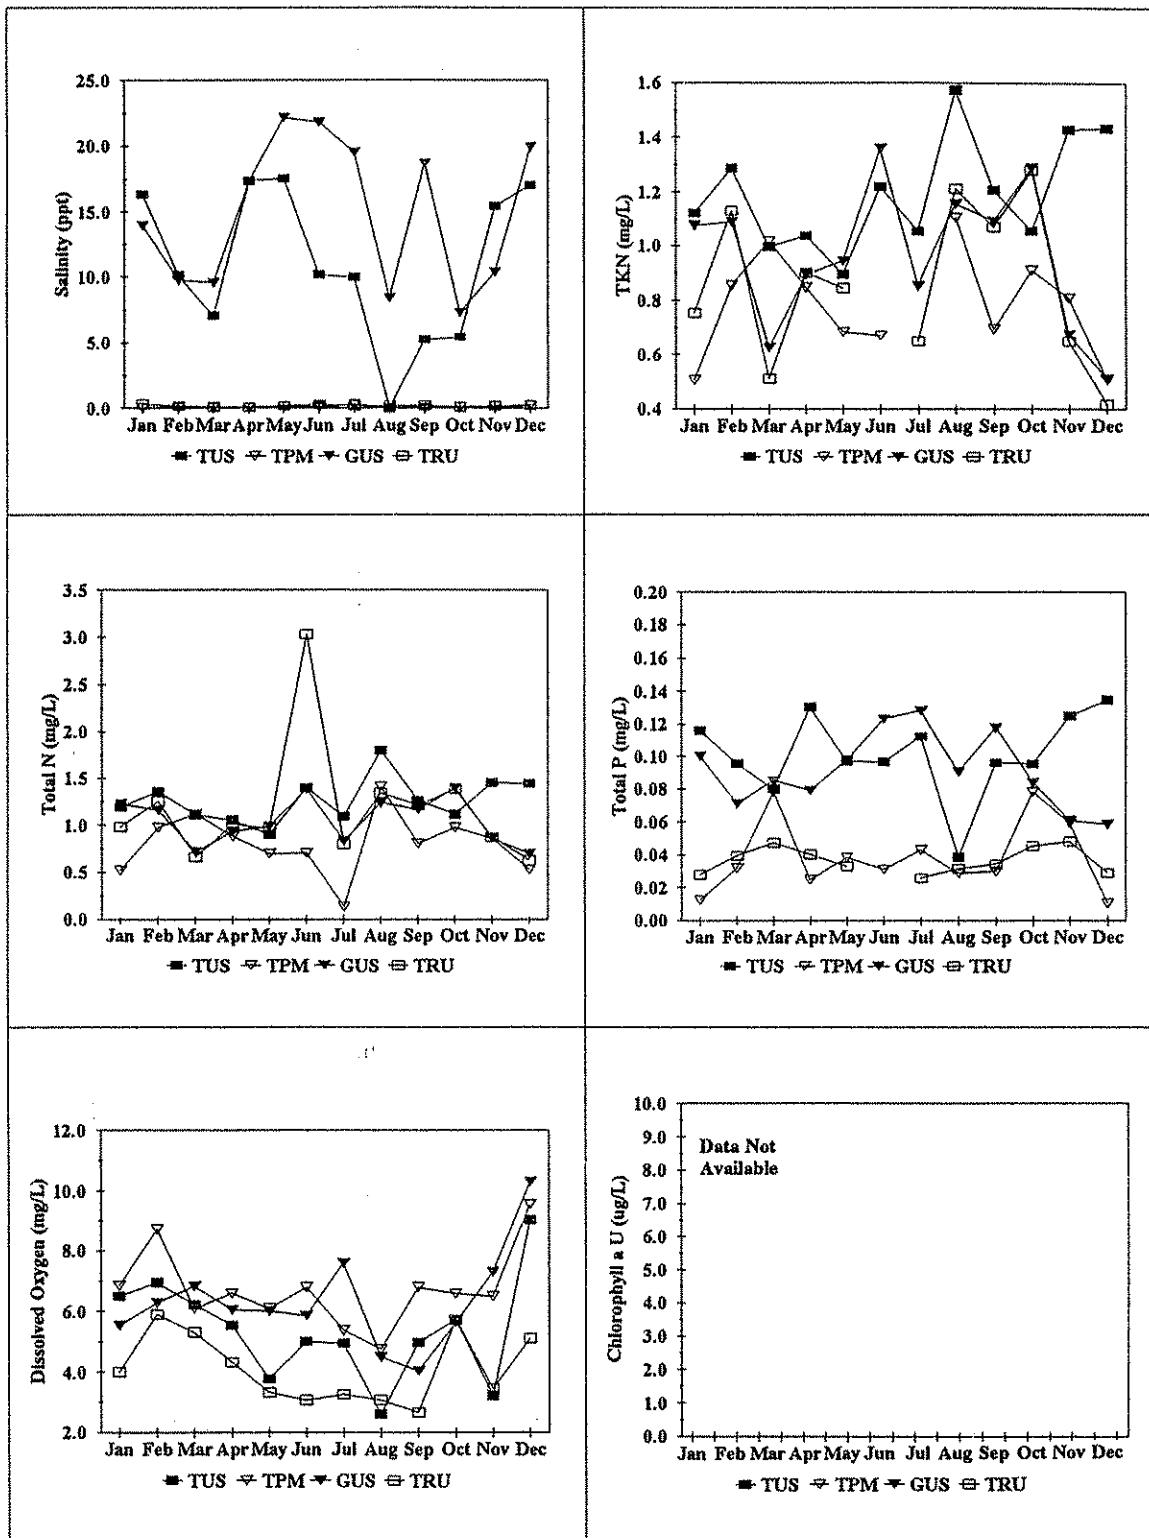 25.0
20.0
15.0
10.0
5.0
0.0
Salinity (ppt)
Jan Feb Mar Apr May Jun Jul Aug Sep Oct Nov Dec
TUS TPM GUS TRU
1.6
1.4
1.2
1.0
0.8
0.6
0.4
TKN (mg/L)
Jan Feb Mar Apr May Jun Jul Aug Sep Oct Nov Dec
TUS TPM GUS TRU
3.5
3.0
2.5
2.0
1.5
1.0
0.5
0.0
Total N (mg/L)
Jan Feb Mar Apr May Jun Jul Aug Sep Oct Nov Dec
TUS TPM GUS TRU
0.20
0.18
0.16
0.14
0.12
0.10
0.08
0.06
0.04
0.02
0.00
Total P (mg/L)
Jan Feb Mar Apr May Jun Jul Aug Sep Oct Nov Dec
TUS TPM GUS TRU
12.0
10.0
8.0
6.0
4.0
2.0
Dissolved Oxygen (mg/L)
Jan Feb Mar Apr May Jun Jul Aug Sep Oct Nov Dec
TUS TPM GUS TRU
10.0
9.0
8.0
7.0
6.0
5.0
4.0
3.0
2.0
1.0
0.0
Chlorophyll a U (ug/L)
Data Not
Available
Jan Feb Mar Apr May Jun Jul Aug Sep Oct Nov Dec
TUS TPM GUS TRU